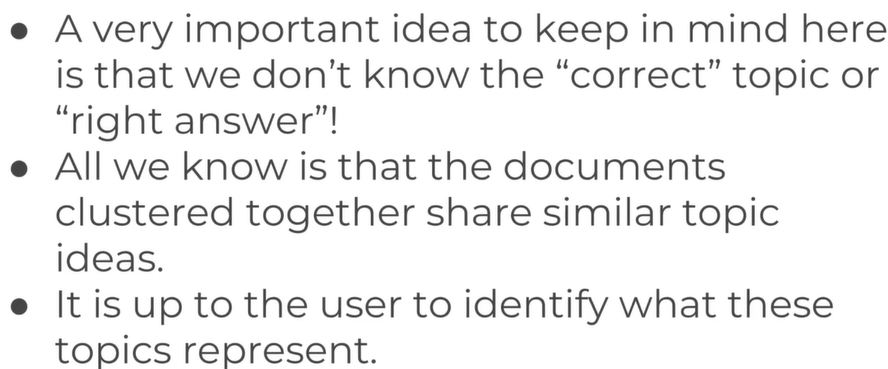 ● A very important idea to keep in mind here
is that we don’t know the “correct” topic or
“right answer”!
● All we know is that the documents
clustered together share similar topic
ideas.
● It is up to the user to identify what these
topics represent.